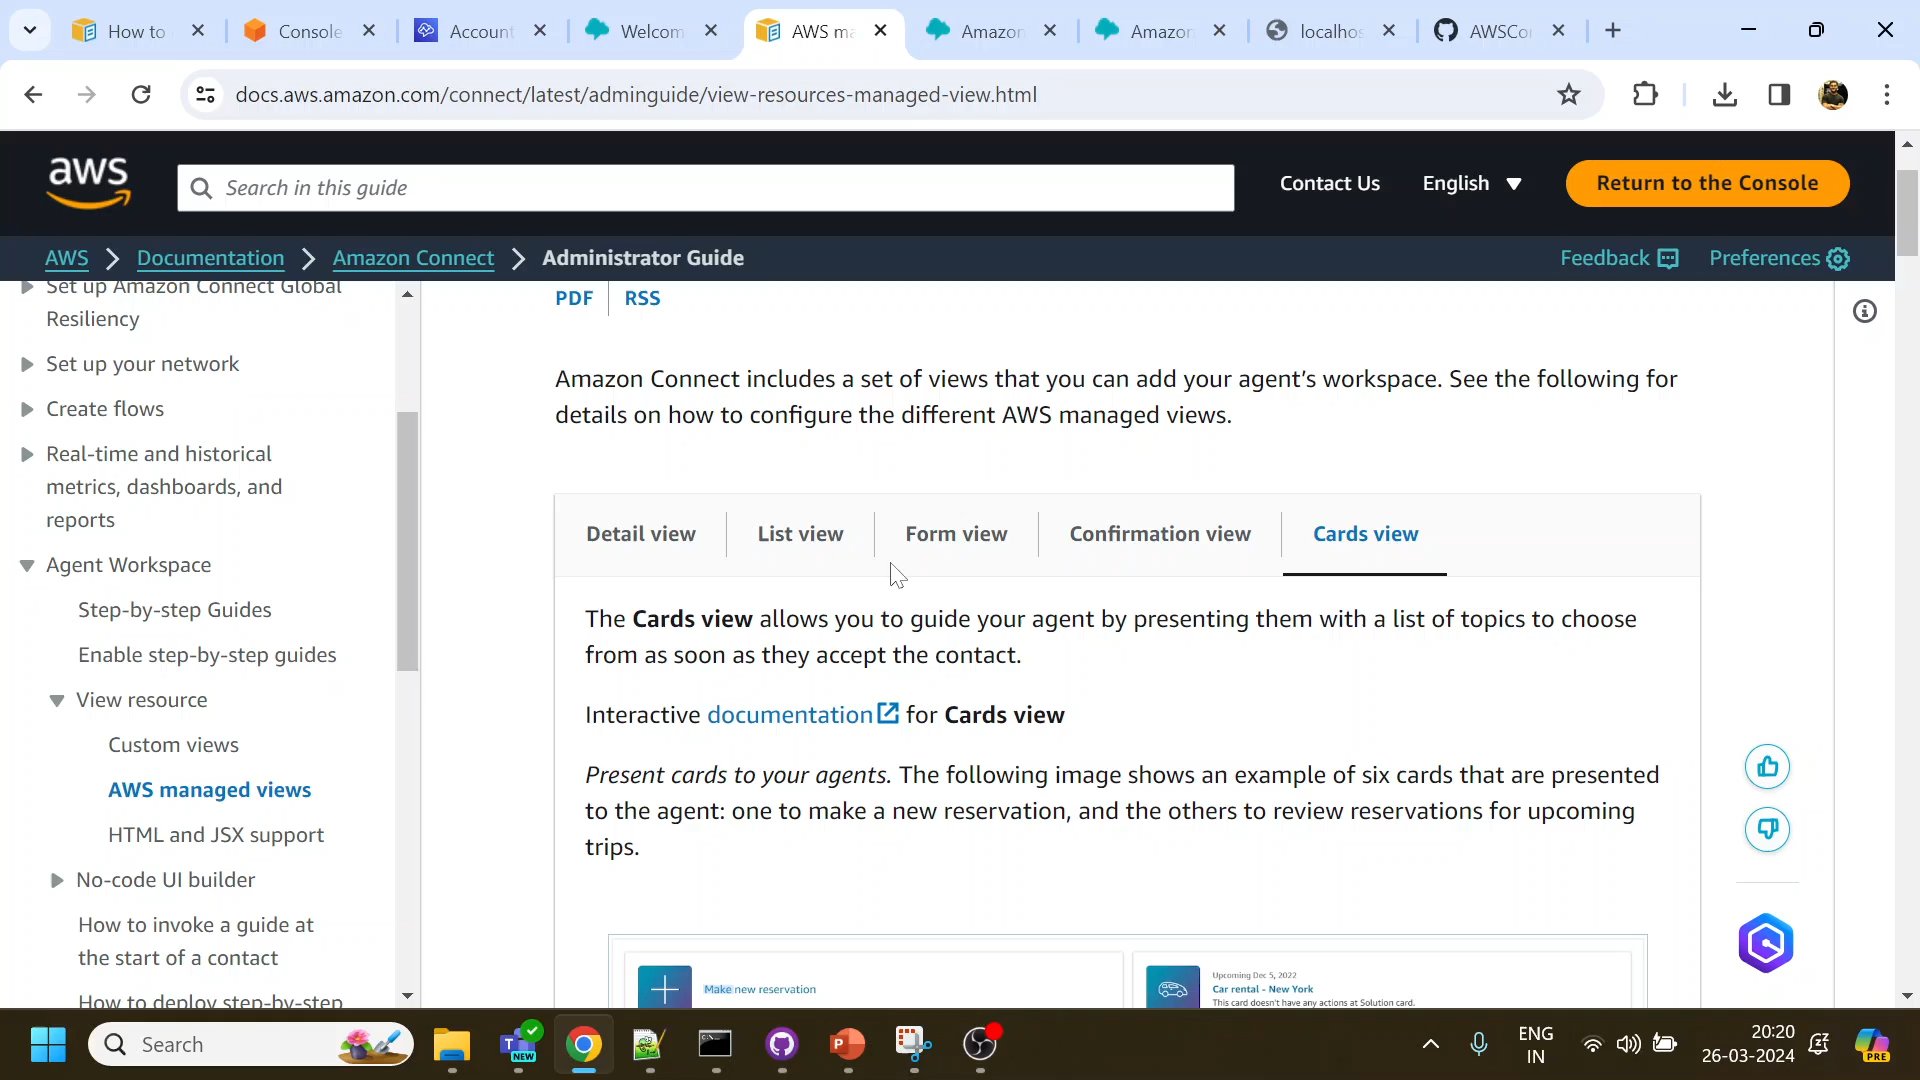 How to
Console
Account
Welcom
AWS ma
Amazon
Amazon
localhos
AWSCo
docs.aws.amazon.com/connect/latest/adminguide/view-resources-managed-view.html
aws
Search in this guide
Contact Us
English
Return to the Console
AWS
Documentation
Amazon Connect
Administrator Guide
Feedback
Preferences
Set up Amazon Connect Global
Resiliency
Set up your network
Create flows
Real-time and historical
metrics, dashboards, and
reports
Agent Workspace
Step-by-step Guides
Enable step-by-step guides
View resource
Custom views
AWS managed views
HTML and JSX support
No-code UI builder
How to invoke a guide at
the start of a contact
How to deploy step-by-step
PDF
RSS
Amazon Connect includes a set of views that you can add your agent's workspace. See the following for
details on how to configure the different AWS managed views.
Detail view
List view
Form view
Confirmation view
Cards view
The Cards view allows you to guide your agent by presenting them with a list of topics to choose
from as soon as they accept the contact.
Interactive documentation for Cards view
Present cards to your agents. The following image shows an example of six cards that are presented
to the agent: one to make a new reservation, and the others to review reservations for upcoming
trips.
Make new reservation
Upcoming Dec 5, 2022
Car rental - New York
This card doesn't have any actions at Solution card.
Search
NEW
ENG
IN
20:20
26-03-2024
PRE